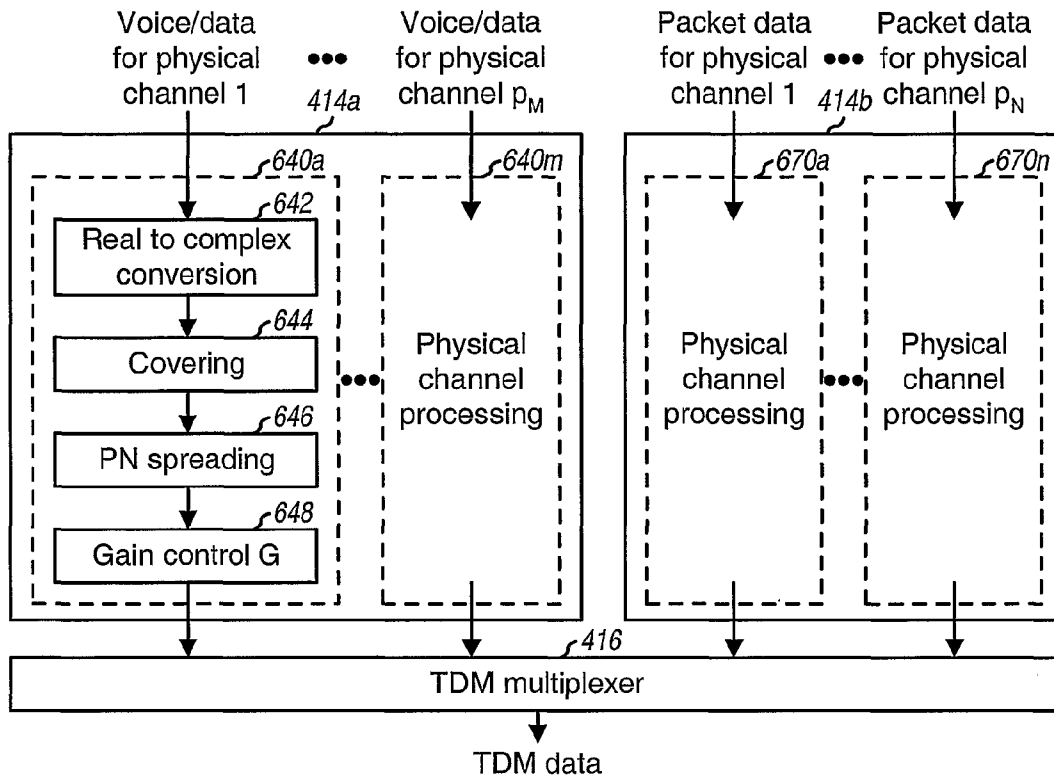 Voice/data
for physical
channel 1
•••
Voice/data
for physical
channel pM
Packet data
for physical
channel 1
•••
Packet data
for physical
channel pN
414a
414b
640a
640m
670a
670n
642
Real to complex
conversion
644
Covering
646
PN spreading
648
Gain control G
•••
Physical
channel
processing
Physical
channel
processing
•••
Physical
channel
processing
416
TDM multiplexer
TDM data